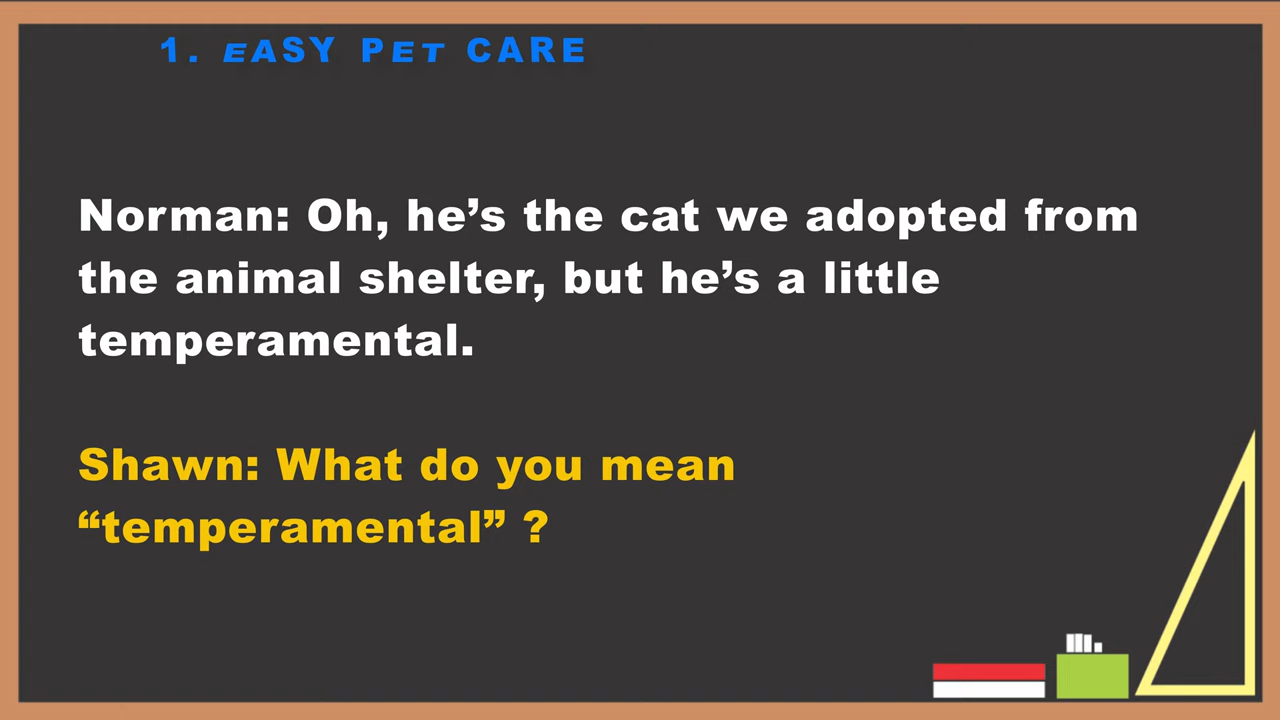 1. EASY PET CARE
Norman: Oh, he’s the cat we adopted from
the animal shelter, but he’s a little
temperamental.
Shawn: What do you mean
“temperamental” ?